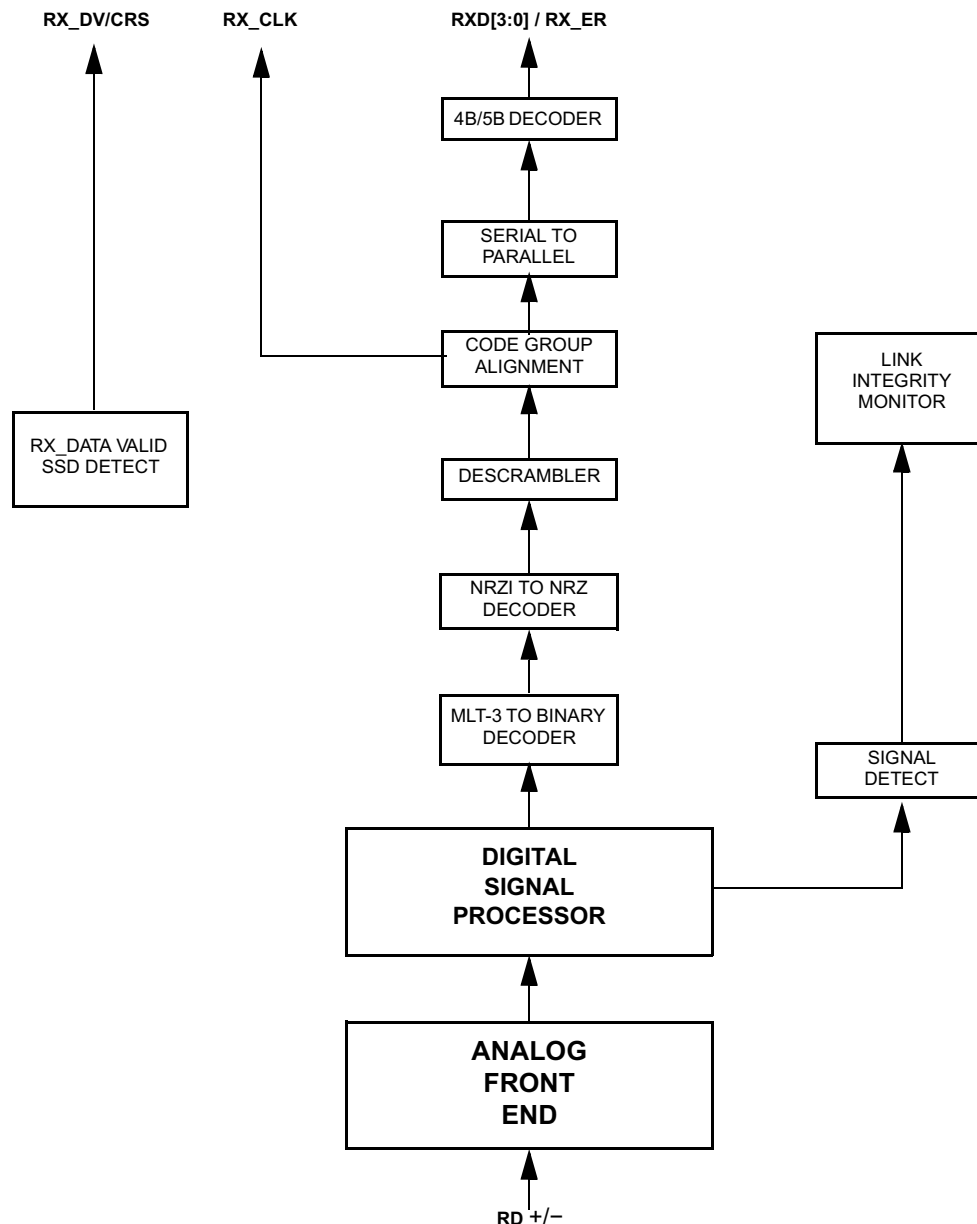 RX_DV/CRS
RX_CLK
RXD[3:0] / RX_ER
4B/5B DECODER
SERIAL TO
PARALLEL
CODE GROUP
ALIGNMENT
LINK
INTEGRITY
MONITOR
RX_DATA VALID
SSD DETECT
DESCRAMBLER
NRZI TO NRZ
DECODER
MLT-3 TO BINARY
DECODER
SIGNAL
DETECT
DIGITAL
SIGNAL
PROCESSOR
ANALOG
FRONT
END
RD +/−